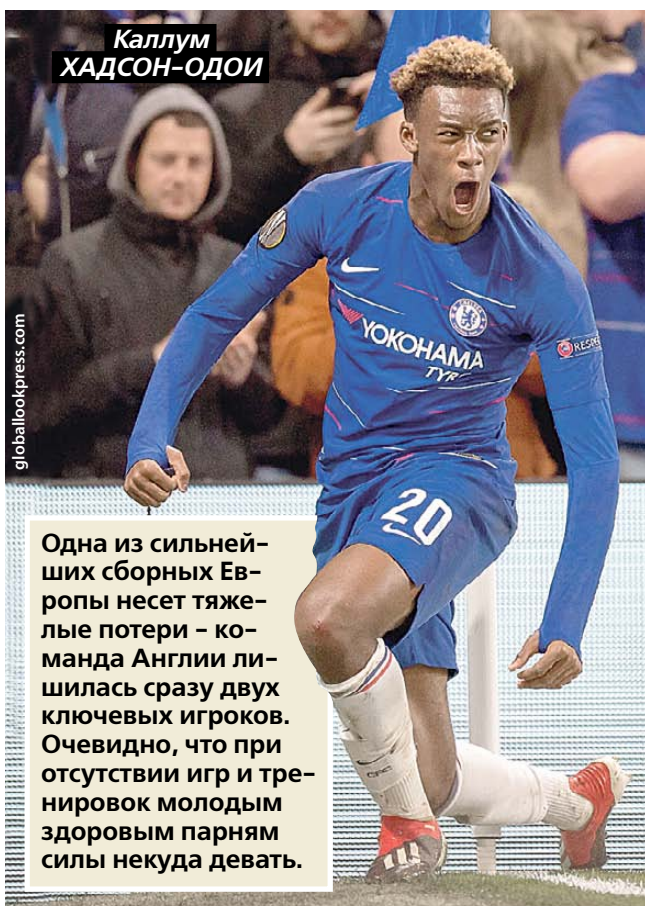 Каллум
ХАДСОН-ОДОИ
globallookpress.com
YOKOHAMA
20
Одна из сильней-
ших сборных Ев-
ропы несет тяже-
лые потери – ко-
манда Англии ли-
шилась сразу двух
ключевых игроков.
Очевидно, что при
отсутствии игр и тре-
нировок молодым
здоровым парням
силы некуда девать.